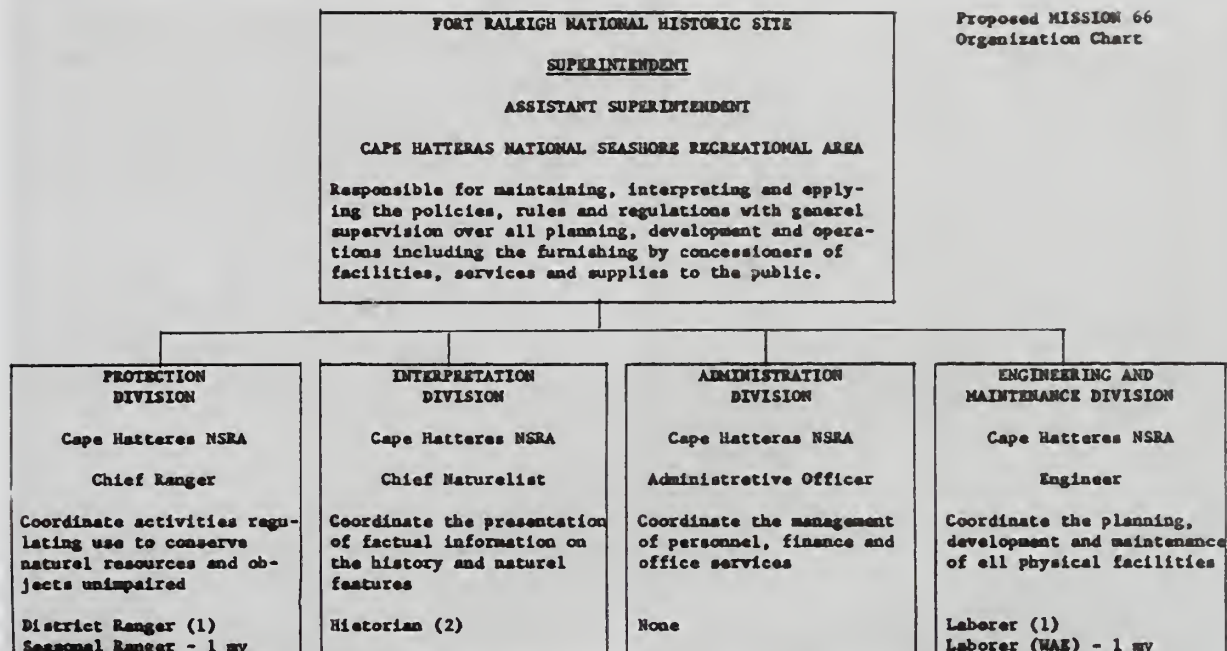 Proposed MISSION 66
Organization Chart
FORT RALEIGH NATIONAL HISTORIC SITE
SUPERINTENDENT
ASSISTANT SUPERINTENDENT
CAPE HATTERAS NATIONAL SEASHORE RECREATIONAL AREA
Responsible for maintaining, interpreting and apply-
ing the policies, rules and regulations with general
supervision over all planning, development and opera-
tions including the furnishing by concessioners of
facilities, services and supplies to the public.
PROTECTION
DIVISION
Cape Hatteras NSRA
Chief Ranger
Coordinate activities regu-
lating use to conserve
natural resources and ob-
jects unimpaired
District Ranger (1)
Seasonal Ranger - 1 my
INTERPRETATION
DIVISION
Cape Hatteras NSRA
Chief Naturalist
Coordinate the presentation
of factual information on
the history and natural
features
Historian (2)
ADMINISTRATION
DIVISION
Cape Hatteras NSRA
Administrative Officer
Coordinate the management
of personnel, finance and
office services
None
ENGINEERING AND
MAINTENANCE DIVISION
Cape Hatteras NSRA
Engineer
Coordinate the planning,
development and maintenance
of all physical facilities
Laborer (1)
Laborer (WAE) - 1 my